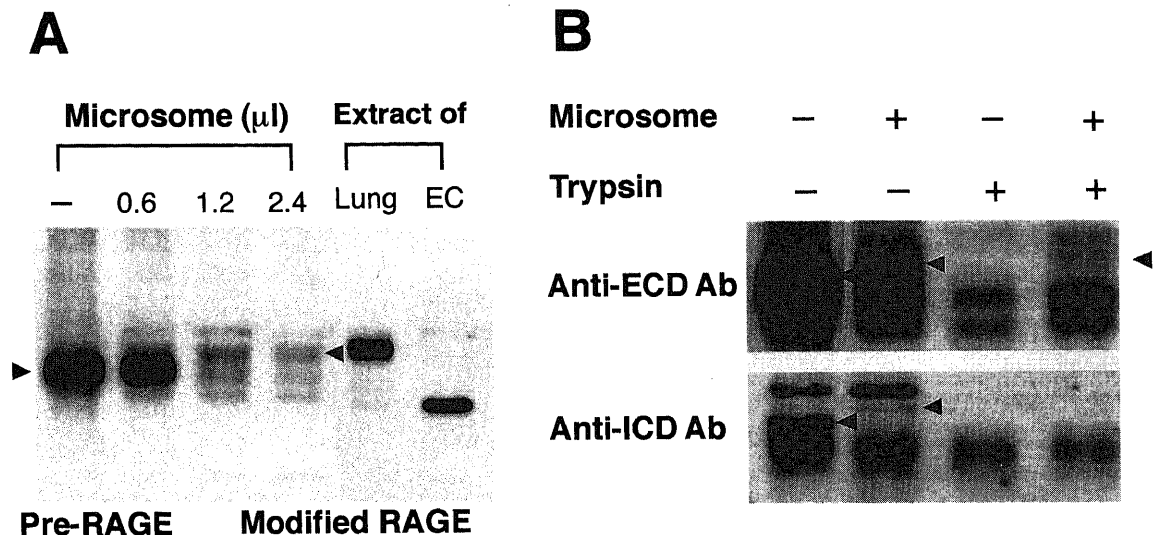 A
Microsome (μl)
Extract of
– 0.6 1.2 2.4 Lung EC
Pre-RAGE
Modified RAGE
B
Microsome – + – +
Trypsin – – + +
Anti-ECD Ab
Anti-ICD Ab